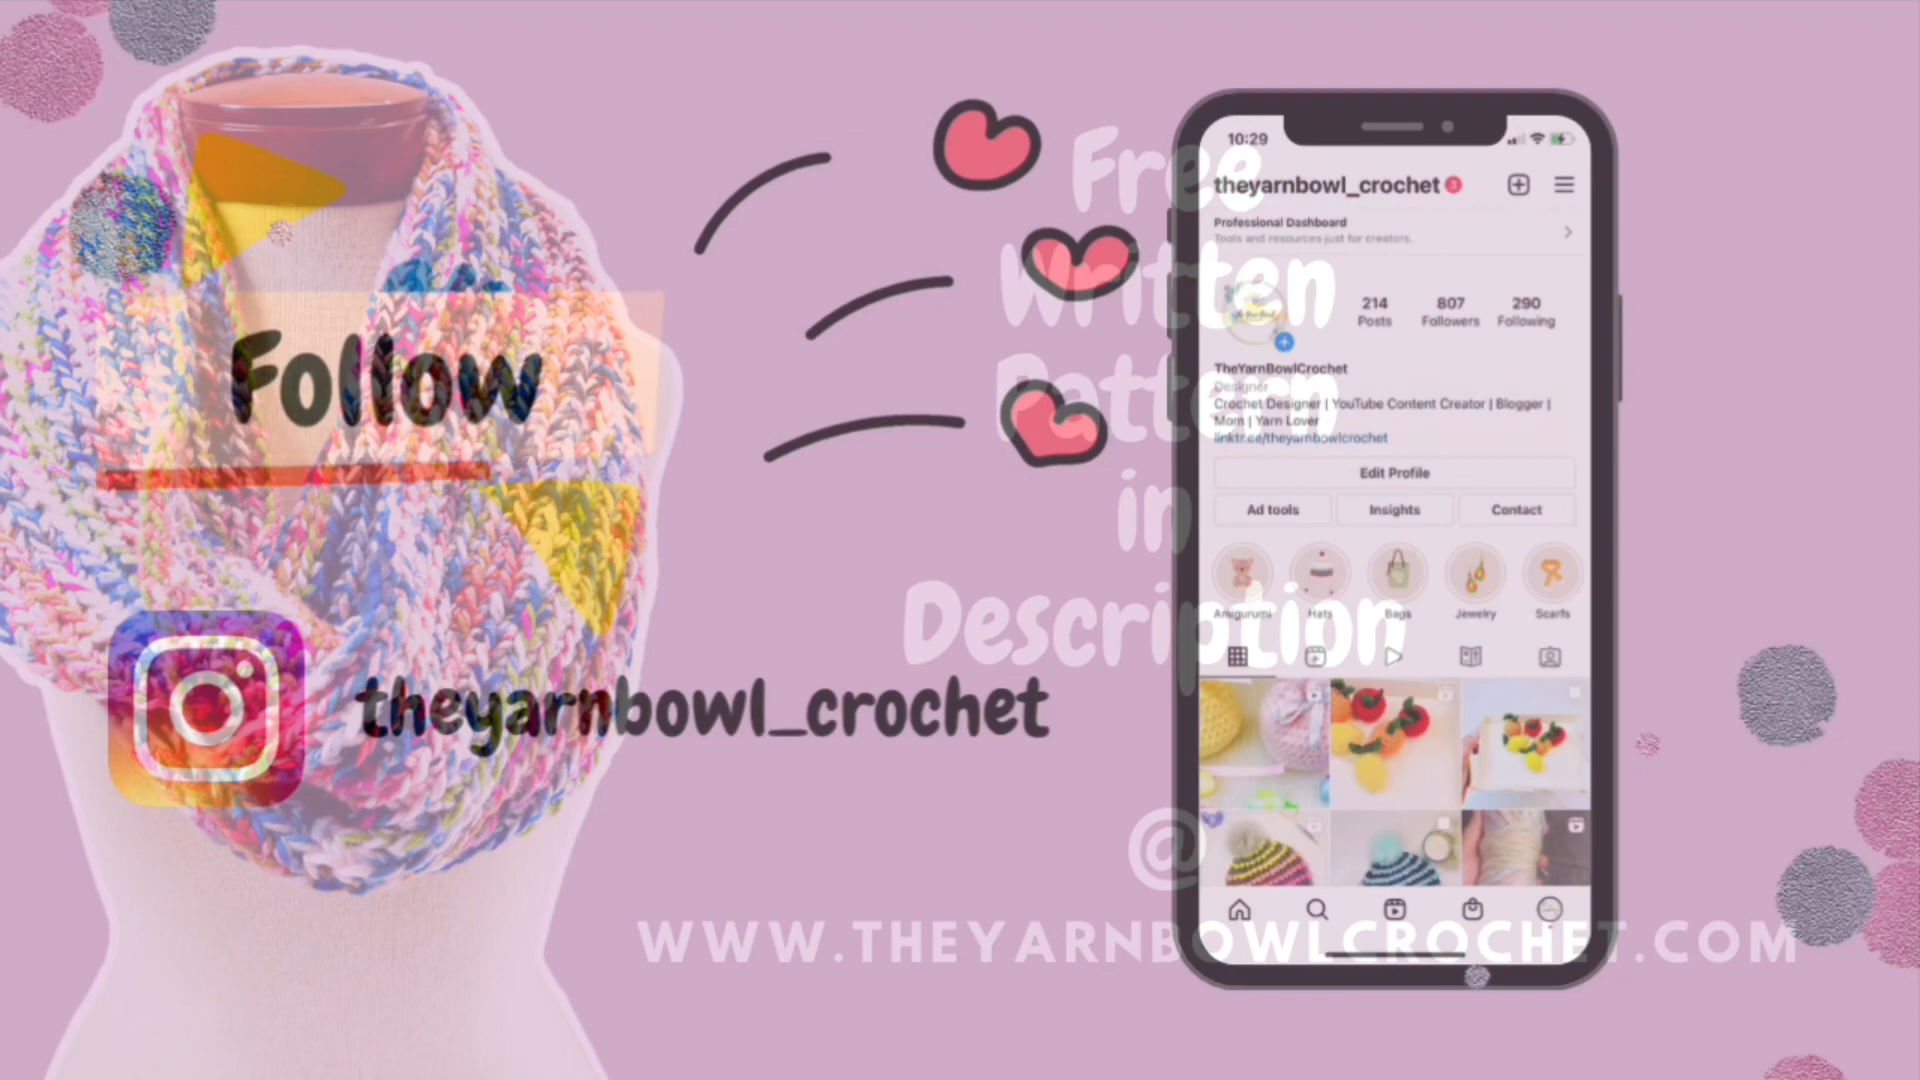 Follow
theyarnbowl_crochet
Free
Written
Pattern
in
Description
@
WWW.THEYARNBOWLCROCHET.COM
10:29
theyarnbowl_crochet 3
Professional Dashboard
Tools and resources just for creators.
214 807 290
Posts Followers Following
TheYarnBowlCrochet
Designer
Crochet Designer | YouTube Content Creator | Blogger |
Mom | Yarn Lover
linktr.ee/theyarnbowlcrochet
Edit Profile
Ad tools Insights Contact
Amigurumi Hats Bags Jewelry Scarfs